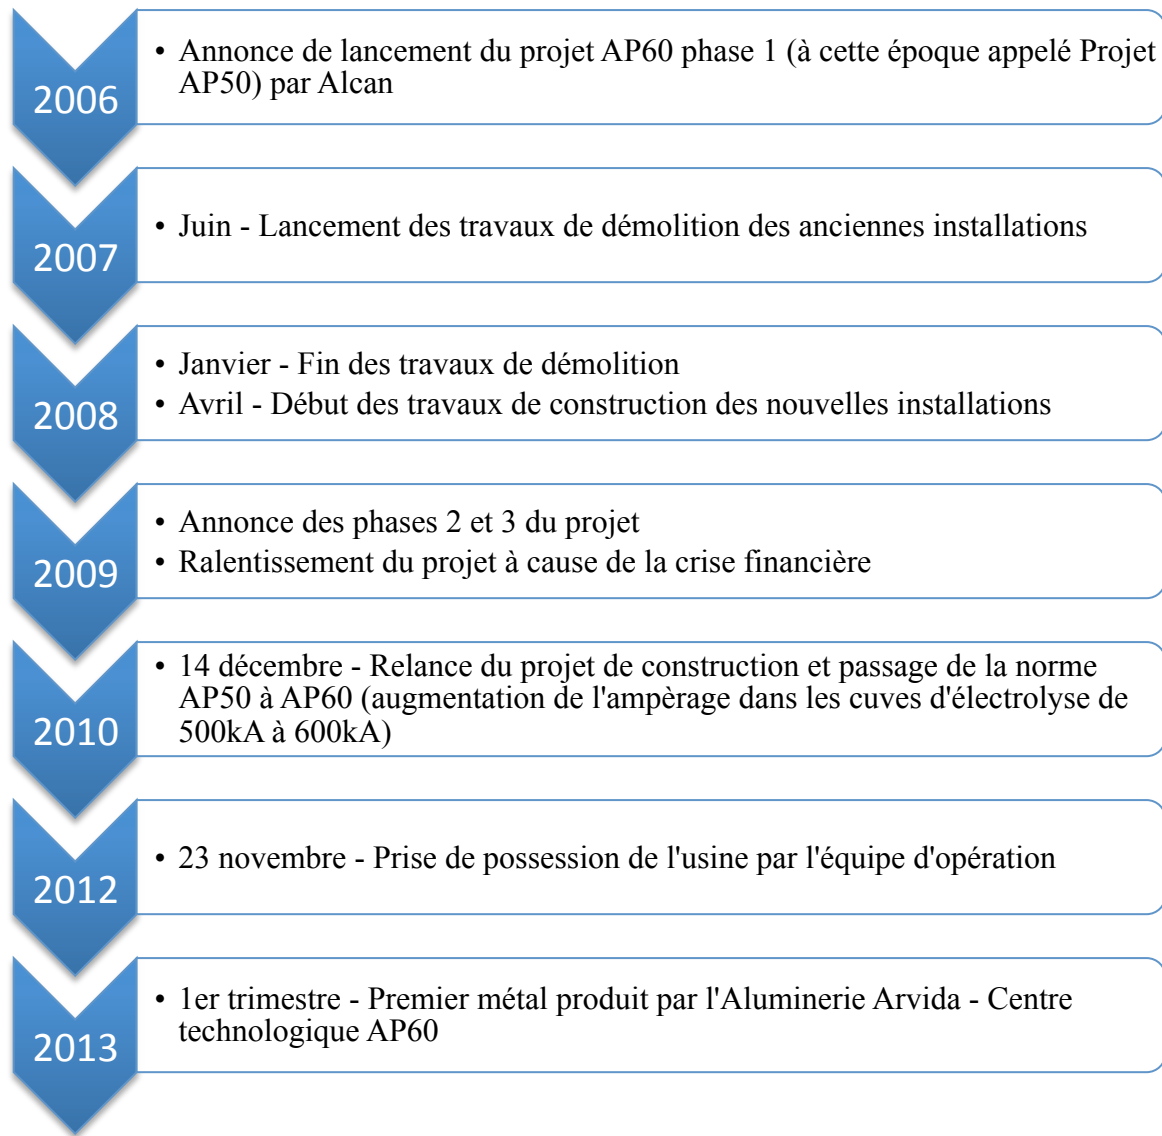 2006
• Annonce de lancement du projet AP60 phase 1 (à cette époque appelé Projet
AP50) par Alcan
2007
• Juin - Lancement des travaux de démolition des anciennes installations
2008
• Janvier - Fin des travaux de démolition
• Avril - Début des travaux de construction des nouvelles installations
2009
• Annonce des phases 2 et 3 du projet
• Ralentissement du projet à cause de la crise financière
2010
• 14 décembre - Relance du projet de construction et passage de la norme
AP50 à AP60 (augmentation de l'ampèrage dans les cuves d'électrolyse de
500kA à 600kA)
2012
• 23 novembre - Prise de possession de l'usine par l'équipe d'opération
2013
• 1er trimestre - Premier métal produit par l'Aluminerie Arvida - Centre
technologique AP60